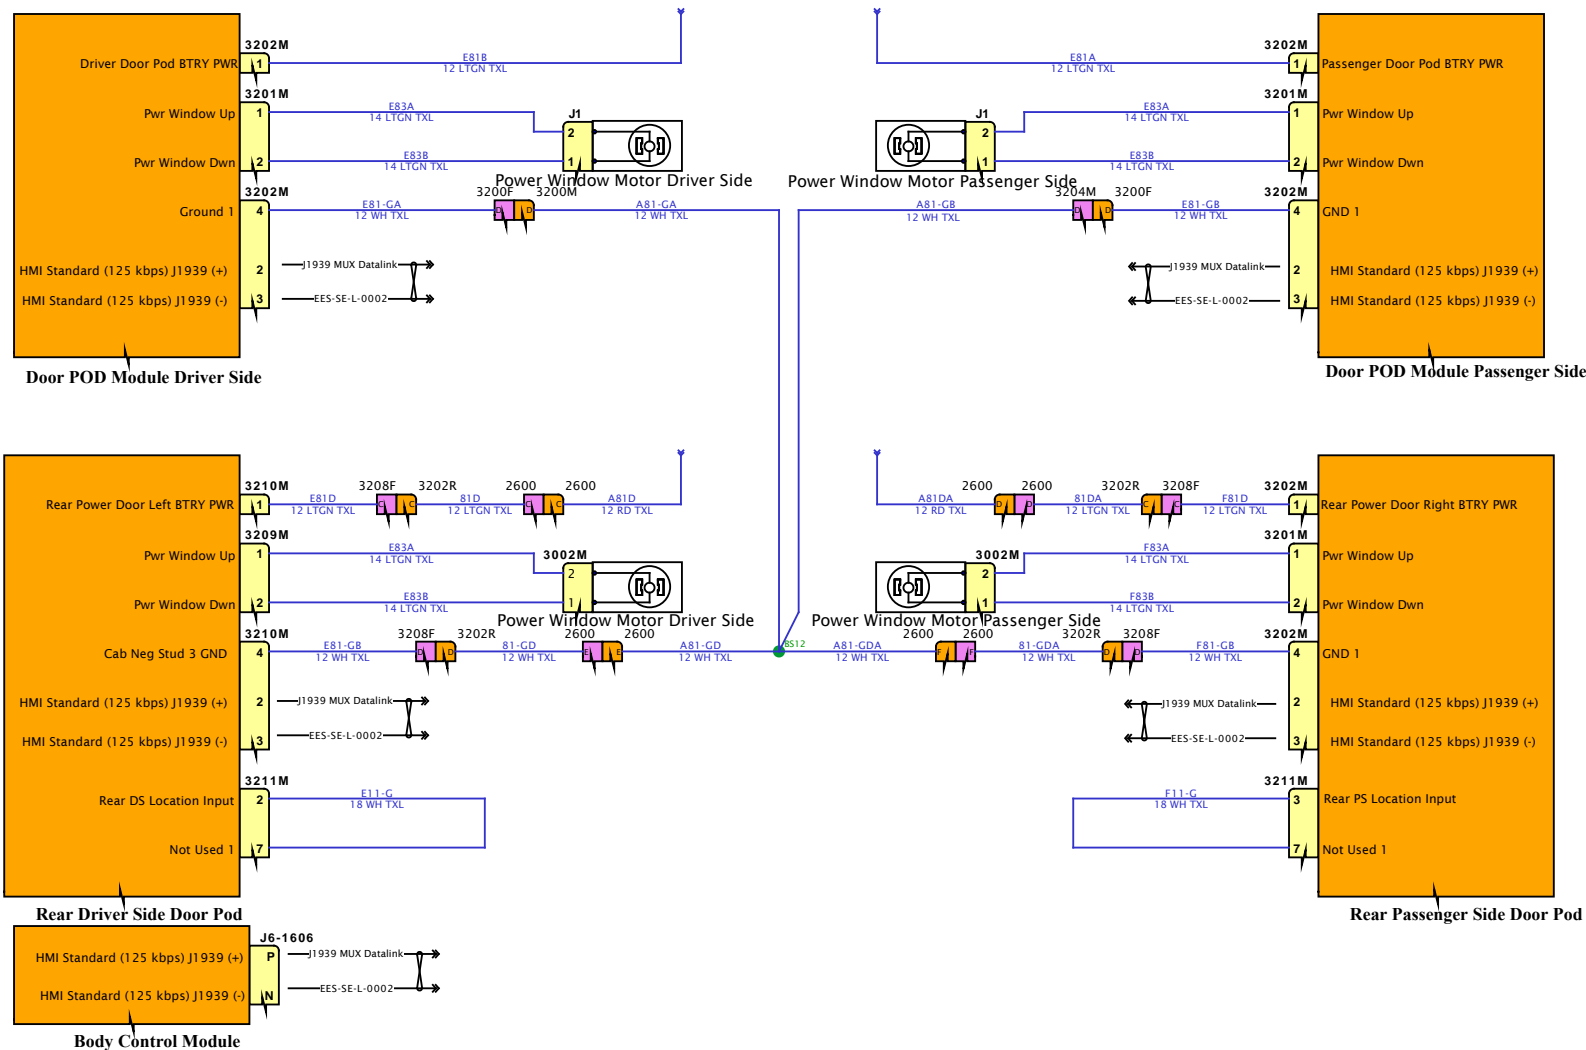 3202M
Driver Door Pod BTRY PWR
1
E81B
12 LTGN TXL
3201M
Pwr Window Up
1
E83A
14 LTGN TXL
J1
2
Pwr Window Dwn
2
E83B
14 LTGN TXL
1
Power Window Motor Driver Side
3202M
Ground 1
4
E81-GA
12 WH TXL
3200F
3200M
D
D
A81-GA
12 WH TXL
HMI Standard (125 kbps) J1939 (+)
2
J1939 MUX Datalink
HMI Standard (125 kbps) J1939 (-)
3
EES-SE-L-0002
Door POD Module Driver Side
E81A
12 LTGN TXL
3202M
1
Passenger Door Pod BTRY PWR
3201M
J1
2
E83A
14 LTGN TXL
1
Pwr Window Up
1
E83B
14 LTGN TXL
2
Pwr Window Dwn
Power Window Motor Passenger Side
3202M
A81-GB
12 WH TXL
3204M
3200F
D
D
E81-GB
12 WH TXL
4
GND 1
J1939 MUX Datalink
2
HMI Standard (125 kbps) J1939 (+)
EES-SE-L-0002
3
HMI Standard (125 kbps) J1939 (-)
Door POD Module Passenger Side
3210M
Rear Power Door Left BTRY PWR
1
E81D
12 LTGN TXL
3208F
3202R
C
C
81D
12 LTGN TXL
2600
2600
C
C
A81D
12 RD TXL
3209M
Pwr Window Up
1
E83A
14 LTGN TXL
3002M
2
Pwr Window Dwn
2
E83B
14 LTGN TXL
1
Power Window Motor Driver Side
3210M
Cab Neg Stud 3 GND
4
E81-GB
12 WH TXL
3208F
3202R
D
D
81-GD
12 WH TXL
2600
2600
E
E
A81-GD
12 WH TXL
BS12
HMI Standard (125 kbps) J1939 (+)
2
J1939 MUX Datalink
HMI Standard (125 kbps) J1939 (-)
3
EES-SE-L-0002
3211M
Rear DS Location Input
2
E11-G
18 WH TXL
Not Used 1
7
Rear Driver Side Door Pod
A81DA
12 RD TXL
2600
2600
D
D
81DA
12 LTGN TXL
3202R
3208F
C
C
F81D
12 LTGN TXL
3202M
1
Rear Power Door Right BTRY PWR
3201M
3002M
2
F83A
14 LTGN TXL
1
Pwr Window Up
1
F83B
14 LTGN TXL
2
Pwr Window Dwn
Power Window Motor Passenger Side
3202M
A81-GDA
12 WH TXL
2600
2600
F
F
81-GDA
12 WH TXL
3202R
3208F
D
D
F81-GB
12 WH TXL
4
GND 1
J1939 MUX Datalink
2
HMI Standard (125 kbps) J1939 (+)
EES-SE-L-0002
3
HMI Standard (125 kbps) J1939 (-)
3211M
F11-G
18 WH TXL
3
Rear PS Location Input
7
Not Used 1
Rear Passenger Side Door Pod
J6-1606
HMI Standard (125 kbps) J1939 (+)
P
J1939 MUX Datalink
HMI Standard (125 kbps) J1939 (-)
N
EES-SE-L-0002
Body Control Module